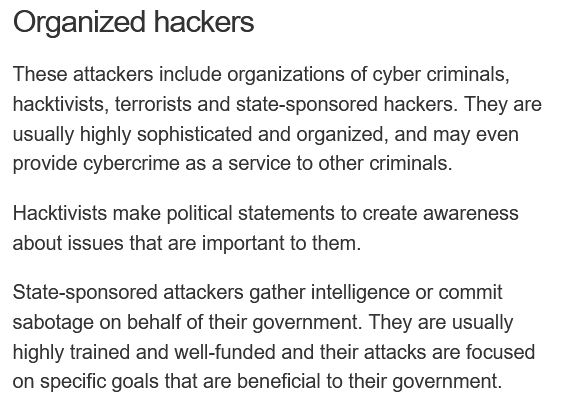 Organized hackers
These attackers include organizations of cyber criminals,
hacktivists, terrorists and state-sponsored hackers. They are
usually highly sophisticated and organized, and may even
provide cybercrime as a service to other criminals.
Hacktivists make political statements to create awareness
about issues that are important to them.
State-sponsored attackers gather intelligence or commit
sabotage on behalf of their government. They are usually
highly trained and well-funded and their attacks are focused
on specific goals that are beneficial to their government.